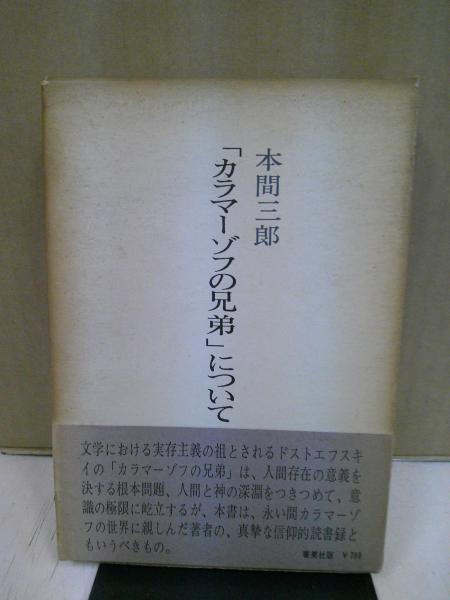 本間三郎
「カラマーゾフの兄弟」について
文学における実存主義の祖とされるドストエフスキ
イの「カラマーゾフの兄弟」は、人間存在の意義を
決する根本問題、人間と神の深淵をつきつめて、意
識の極限に屹立するが、本書は、永い間カラマーゾ
フの世界に親しんだ著者の、真摯な信仰的読書録と
もいうべきもの。
審美社版 ¥780